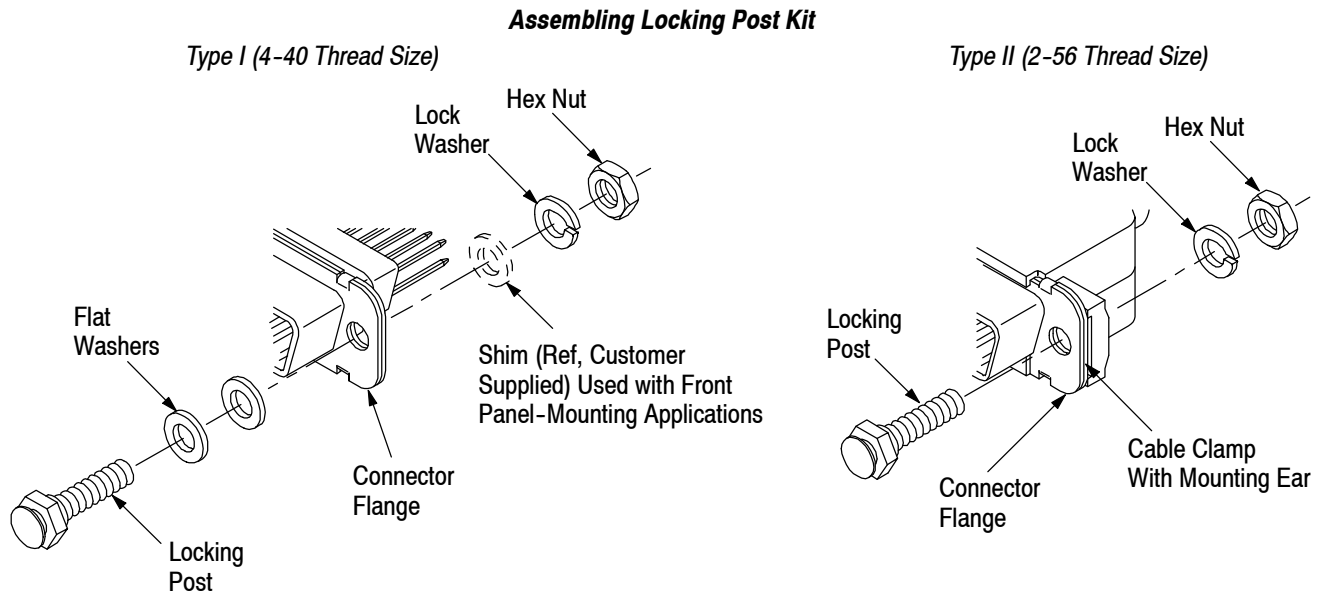 Assembling Locking Post Kit
Type I (4-40 Thread Size)
Type II (2-56 Thread Size)
Hex Nut
Lock
Washer
Flat
Washers
Shim (Ref, Customer
Supplied) Used with Front
Panel-Mounting Applications
Connector
Flange
Locking
Post
Hex Nut
Lock
Washer
Locking
Post
Cable Clamp
With Mounting Ear
Connector
Flange